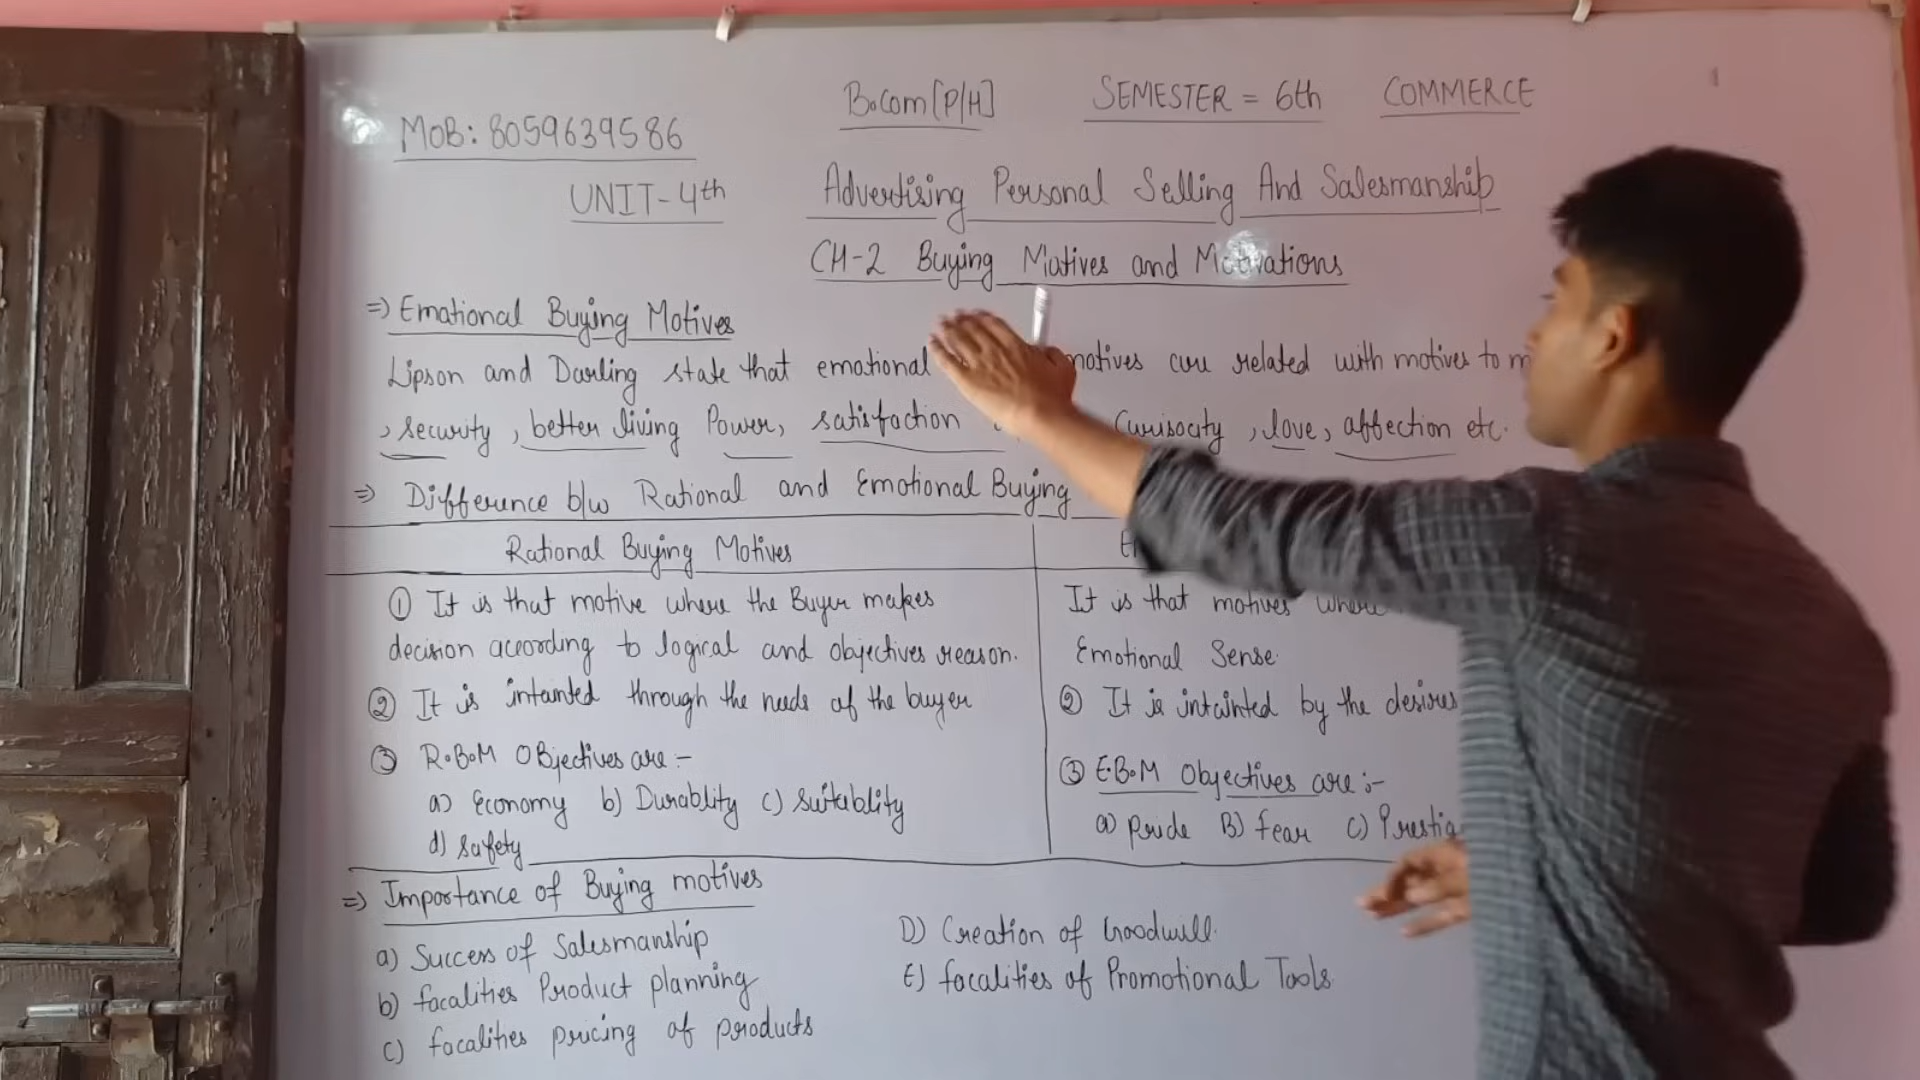 B.Com[P/H] SEMESTER = 6th COMMERCE
MOB: 8059639586
UNIT-4th Advertising Personal Selling And Salesmanship
CH-2 Buying Motives and Motivations
=> Emotional Buying Motives
Lipson and Darling state that emotional motives are related with motives to
, security, better living Power, satisfaction Curisocity, love, affection etc.
=> Difference b/w Rational and Emotional Buying
Rational Buying Motives
① It is that motive where the Buyer makes
decision aceording to logical and objectives reason.
② It is intainted through the needs of the buyer
③ R.B.M OBjectives are :-
a) Economy b) Durablity c) Suitablity
d) Safety
It is that motives where
Emotional Sense.
② It is intainted by the desires
③ E.B.M Objectives are :-
a) pride B) fear C)
=> Importance of Buying motives
a) Success of Salesmanship
b) facalities Product planning
c) facalities pricing of products
D) Creation of Goodwill.
E) facalities of Promotional Tools.